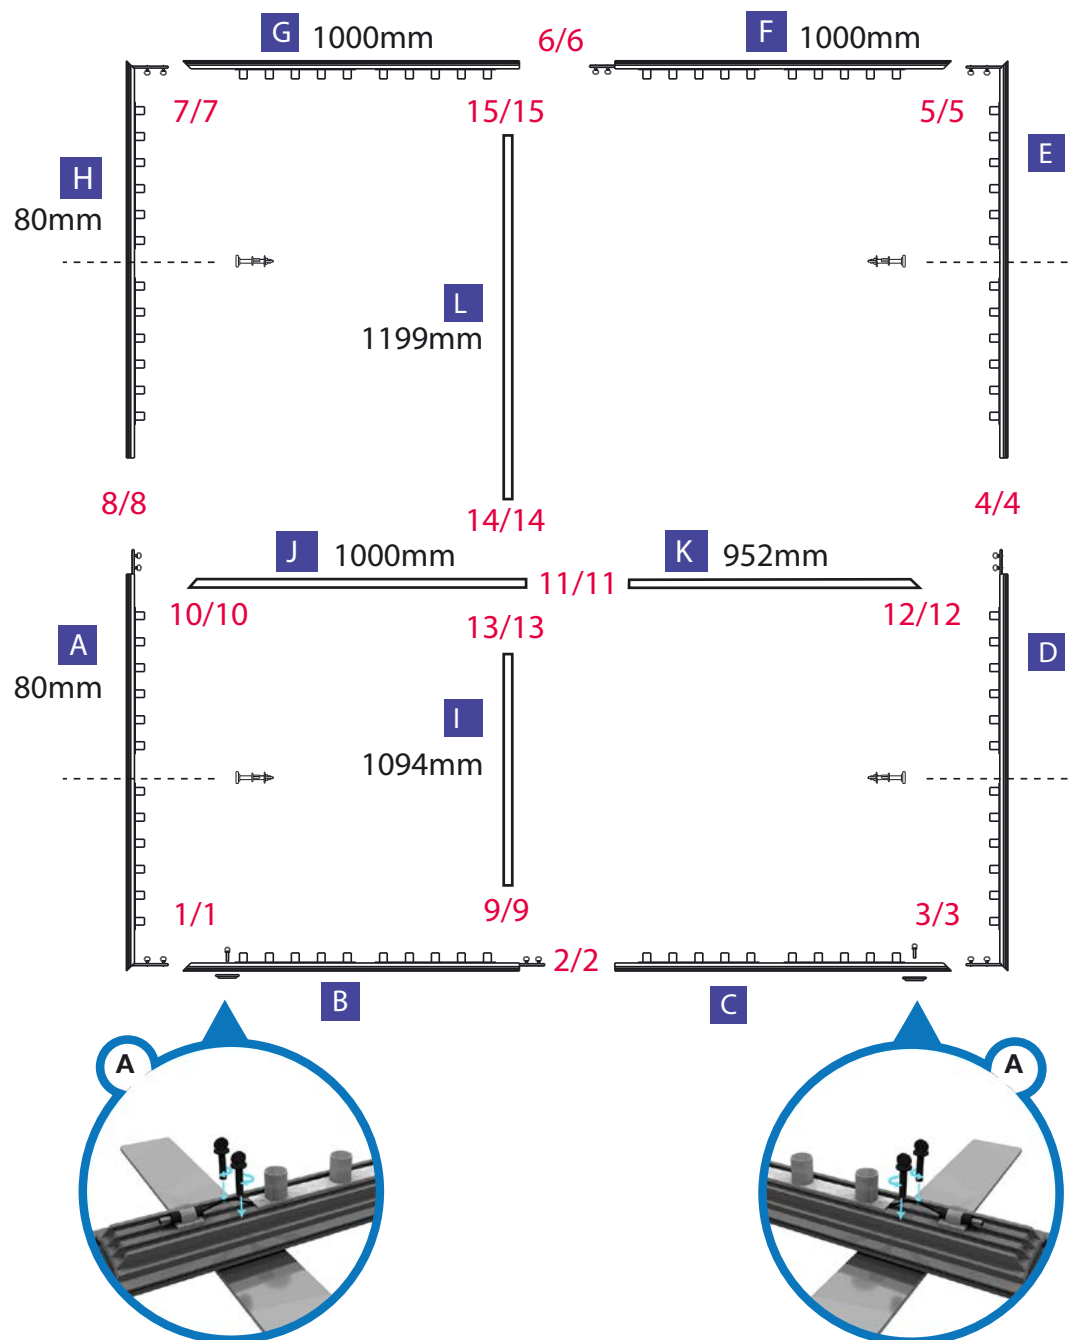 G 1000mm
6/6
F 1000mm
7/7
15/15
5/5
H
80mm
E
L
1199mm
8/8
14/14
4/4
J 1000mm
K 952mm
11/11
10/10
12/12
13/13
A
80mm
D
I
1094mm
1/1
9/9
3/3
2/2
B
C
A
A